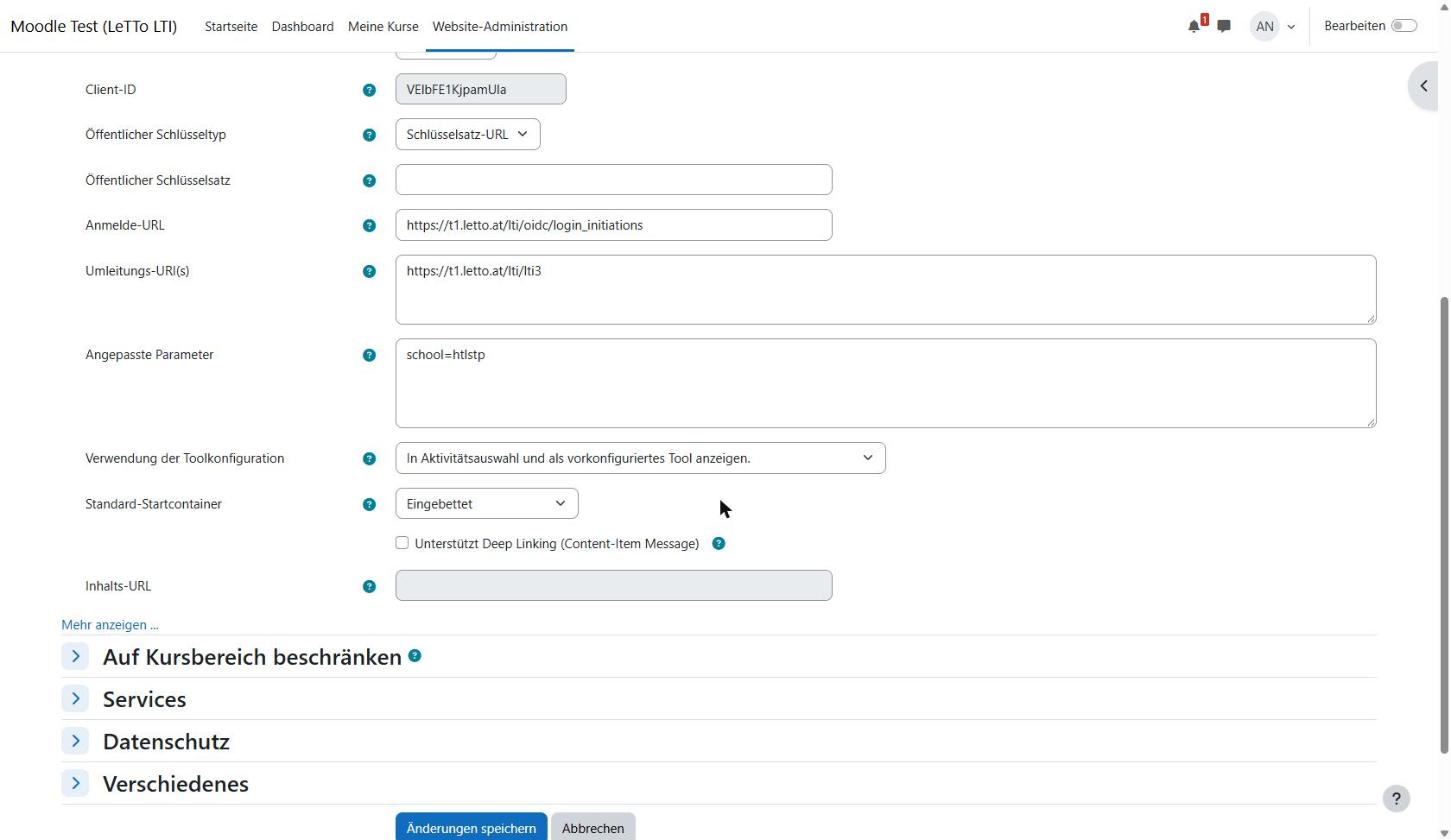 Moodle Test (LeTTo LTI) Startseite Dashboard Meine Kurse Website-Administration 1 AN Bearbeiten
Client-ID ? VEIbFE1KjpamUIa
Öffentlicher Schlüsseltyp ? Schlüsselsatz-URL
Öffentlicher Schlüsselsatz ?
Anmelde-URL ? https://t1.letto.at/lti/oidc/login_initiations
Umleitungs-URI(s) ? https://t1.letto.at/lti/lti3
Angepasste Parameter ? school=htlstp
Verwendung der Toolkonfiguration ? In Aktivitätsauswahl und als vorkonfiguriertes Tool anzeigen.
Standard-Startcontainer ? Eingebettet
Unterstützt Deep Linking (Content-Item Message) ?
Inhalts-URL ?
Mehr anzeigen ...
Auf Kursbereich beschränken ?
Services
Datenschutz
Verschiedenes
?
Änderungen speichern Abbrechen